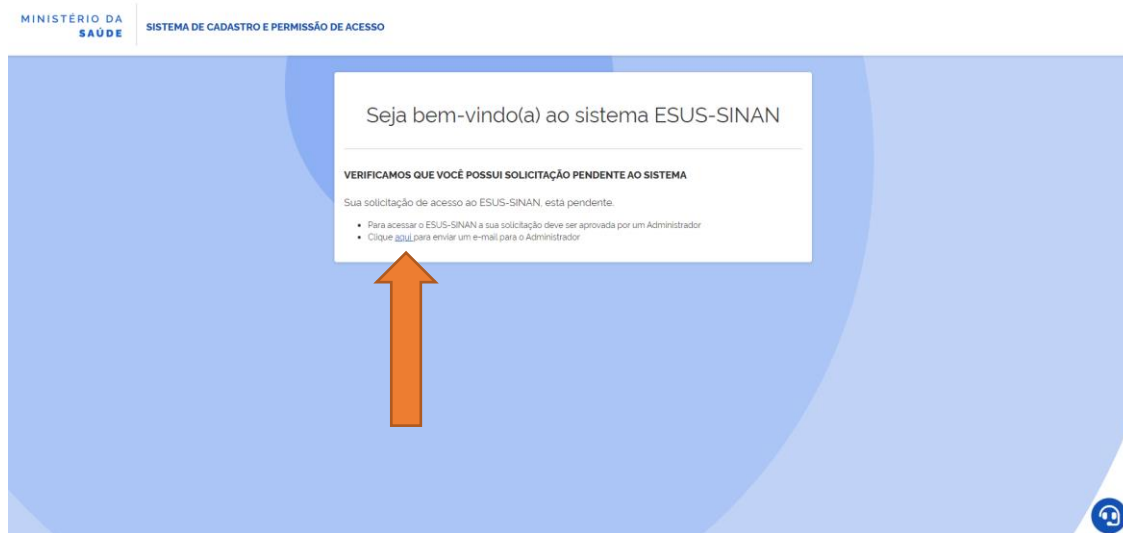 MINISTÉRIO DA
SAÚDE
SISTEMA DE CADASTRO E PERMISSÃO DE ACESSO
Seja bem-vindo(a) ao sistema ESUS-SINAN
VERIFICAMOS QUE VOCÊ POSSUI SOLICITAÇÃO PENDENTE AO SISTEMA
Sua solicitação de acesso ao ESUS-SINAN, está pendente.
Para acessar o ESUS-SINAN a sua solicitação deve ser aprovada por um Administrador
Clique aqui para enviar um e-mail para o Administrador